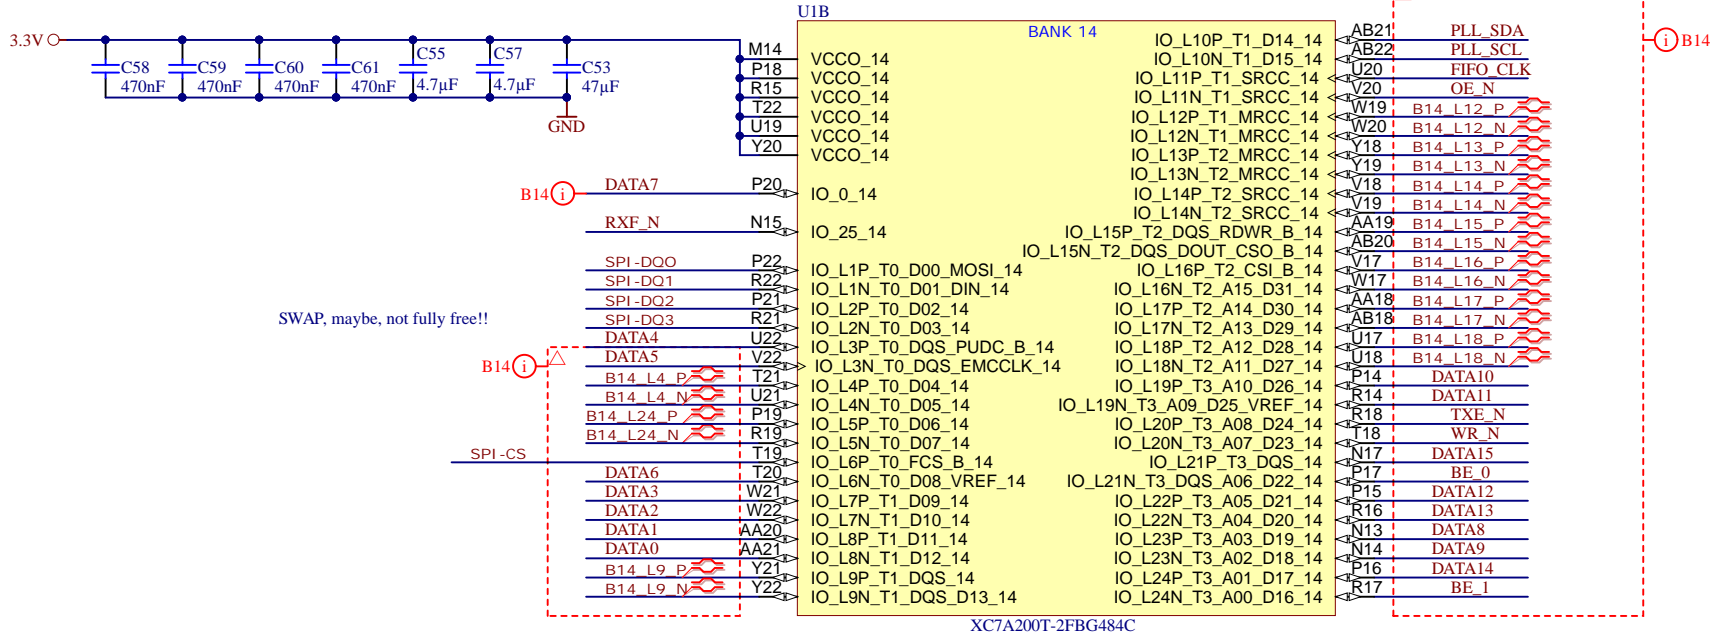 U1B
BANK 14
3.3V
C58
470nF
C59
470nF
C60
470nF
C61
470nF
C55
4.7µF
C57
4.7µF
C53
47µF
GND
M14 VCCO_14
P18 VCCO_14
R15 VCCO_14
T22 VCCO_14
U19 VCCO_14
Y20 VCCO_14
B14 i DATA7 P20 IO_0_14
RXF_N N15 IO_25_14
SPI-DQ0 P22 IO_L1P_T0_D00_MOSI_14
SPI-DQ1 R22 IO_L1N_T0_D01_DIN_14
SPI-DQ2 P21 IO_L2P_T0_D02_14
SPI-DQ3 R21 IO_L2N_T0_D03_14
SWAP, maybe, not fully free!!
B14 i
DATA4 U22 IO_L3P_T0_DQS_PUDC_B_14
DATA5 V22 IO_L3N_T0_DQS_EMCCLK_14
B14_L4_P T21 IO_L4P_T0_D04_14
B14_L4_N U21 IO_L4N_T0_D05_14
B14_L24_P P19 IO_L5P_T0_D06_14
B14_L24_N R19 IO_L5N_T0_D07_14
SPI-CS T19 IO_L6P_T0_FCS_B_14
DATA6 T20 IO_L6N_T0_D08_VREF_14
DATA3 W21 IO_L7P_T1_D09_14
DATA2 W22 IO_L7N_T1_D10_14
DATA1 AA20 IO_L8P_T1_D11_14
DATA0 AA21 IO_L8N_T1_D12_14
B14_L9_P Y21 IO_L9P_T1_DQS_14
B14_L9_N Y22 IO_L9N_T1_DQS_D13_14
IO_L10P_T1_D14_14 AB21 PLL_SDA
IO_L10N_T1_D15_14 AB22 PLL_SCL
IO_L11P_T1_SRCC_14 U20 FIFO_CLK
IO_L11N_T1_SRCC_14 V20 OE_N
IO_L12P_T1_MRCC_14 W19 B14_L12_P
IO_L12N_T1_MRCC_14 W20 B14_L12_N
IO_L13P_T2_MRCC_14 Y18 B14_L13_P
IO_L13N_T2_MRCC_14 Y19 B14_L13_N
IO_L14P_T2_SRCC_14 V18 B14_L14_P
IO_L14N_T2_SRCC_14 V19 B14_L14_N
IO_L15P_T2_DQS_RDWR_B_14 AA19 B14_L15_P
IO_L15N_T2_DQS_DOUT_CSO_B_14 AB20 B14_L15_N
IO_L16P_T2_CSI_B_14 V17 B14_L16_P
IO_L16N_T2_A15_D31_14 W17 B14_L16_N
IO_L17P_T2_A14_D30_14 AA18 B14_L17_P
IO_L17N_T2_A13_D29_14 AB18 B14_L17_N
IO_L18P_T2_A12_D28_14 U17 B14_L18_P
IO_L18N_T2_A11_D27_14 U18 B14_L18_N
IO_L19P_T3_A10_D26_14 P14 DATA10
IO_L19N_T3_A09_D25_VREF_14 R14 DATA11
IO_L20P_T3_A08_D24_14 R18 TXE_N
IO_L20N_T3_A07_D23_14 T18 WR_N
IO_L21P_T3_DQS_14 N17 DATA15
IO_L21N_T3_DQS_A06_D22_14 P17 BE_0
IO_L22P_T3_A05_D21_14 P15 DATA12
IO_L22N_T3_A04_D20_14 R16 DATA13
IO_L23P_T3_A03_D19_14 N13 DATA8
IO_L23N_T3_A02_D18_14 N14 DATA9
IO_L24P_T3_A01_D17_14 P16 DATA14
IO_L24N_T3_A00_D16_14 R17 BE_1
i B14
XC7A200T-2FBG484C